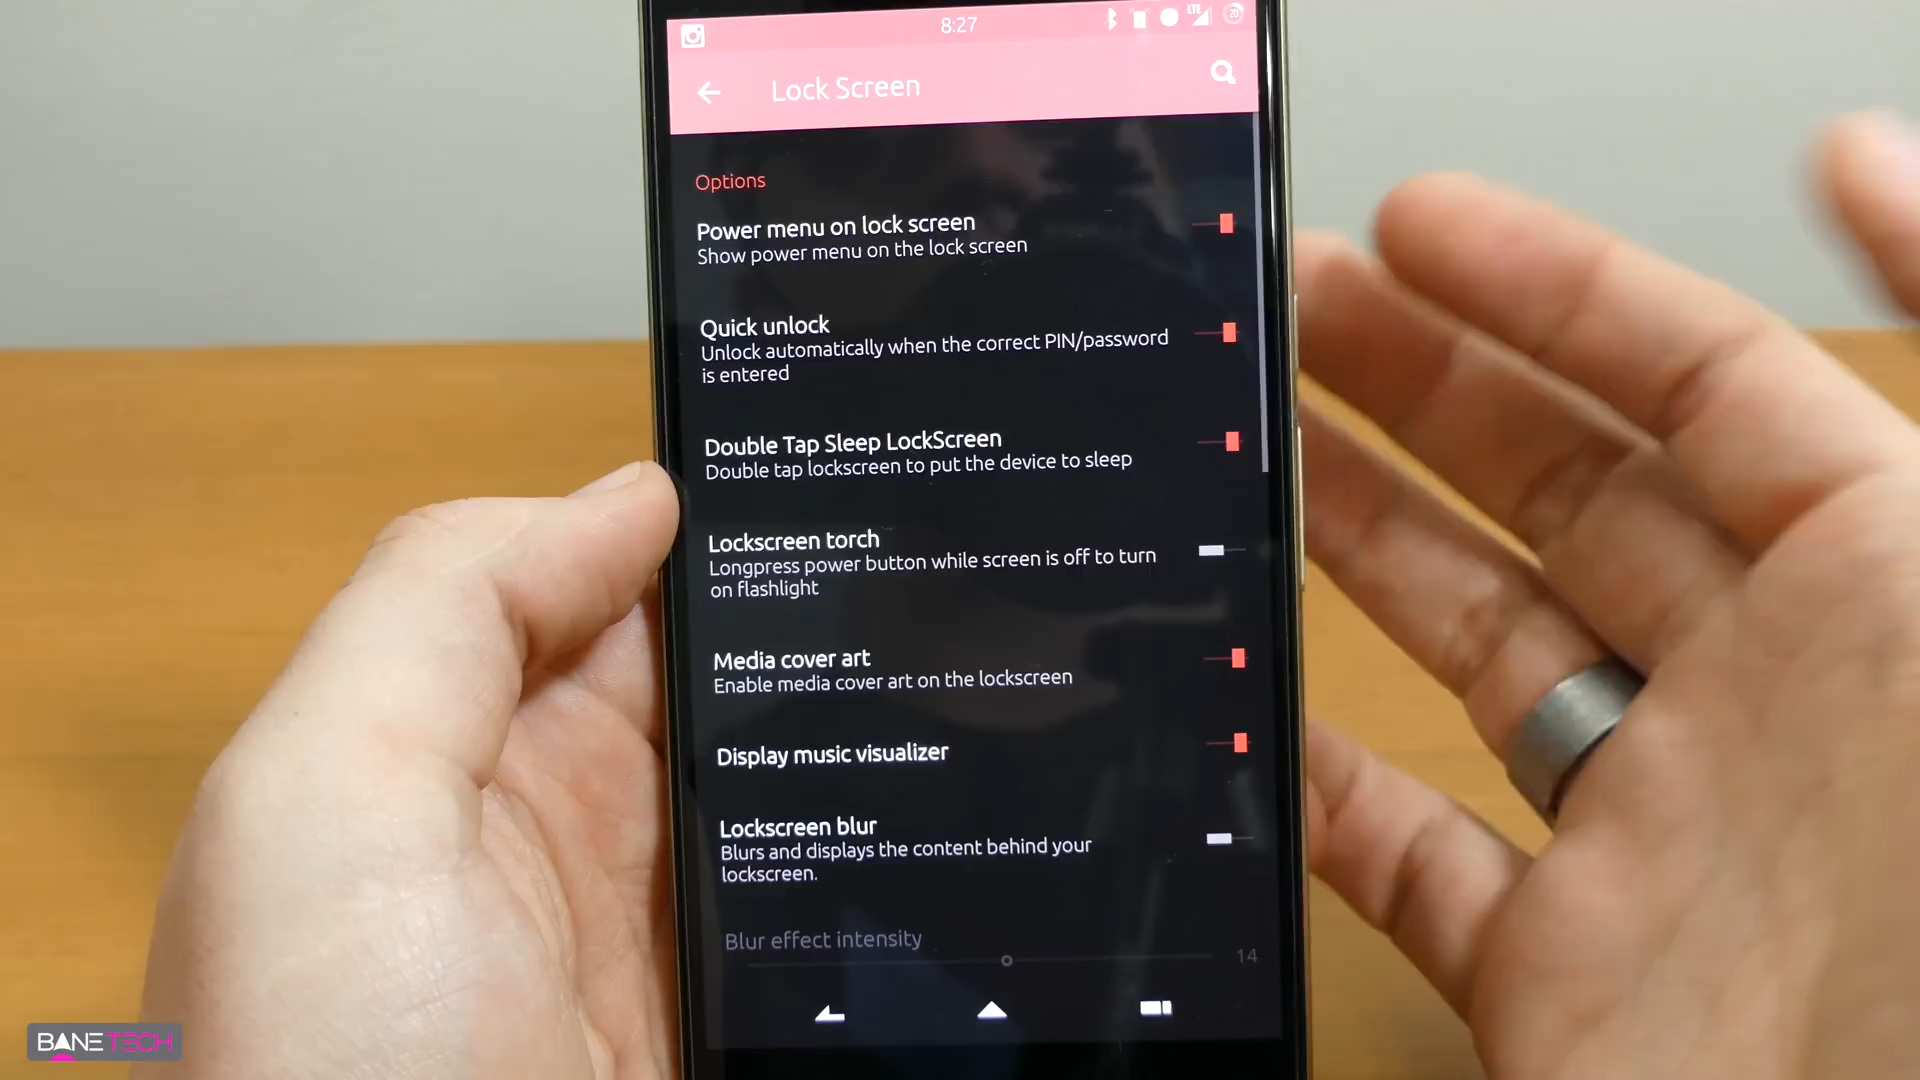 8:27
LTE
20
Lock Screen
Options
Power menu on lock screen
Show power menu on the lock screen
Quick unlock
Unlock automatically when the correct PIN/password
is entered
Double Tap Sleep LockScreen
Double tap lockscreen to put the device to sleep
Lockscreen torch
Longpress power button while screen is off to turn
on flashlight
Media cover art
Enable media cover art on the lockscreen
Display music visualizer
Lockscreen blur
Blurs and displays the content behind your
lockscreen.
Blur effect intensity
14
BANETECH